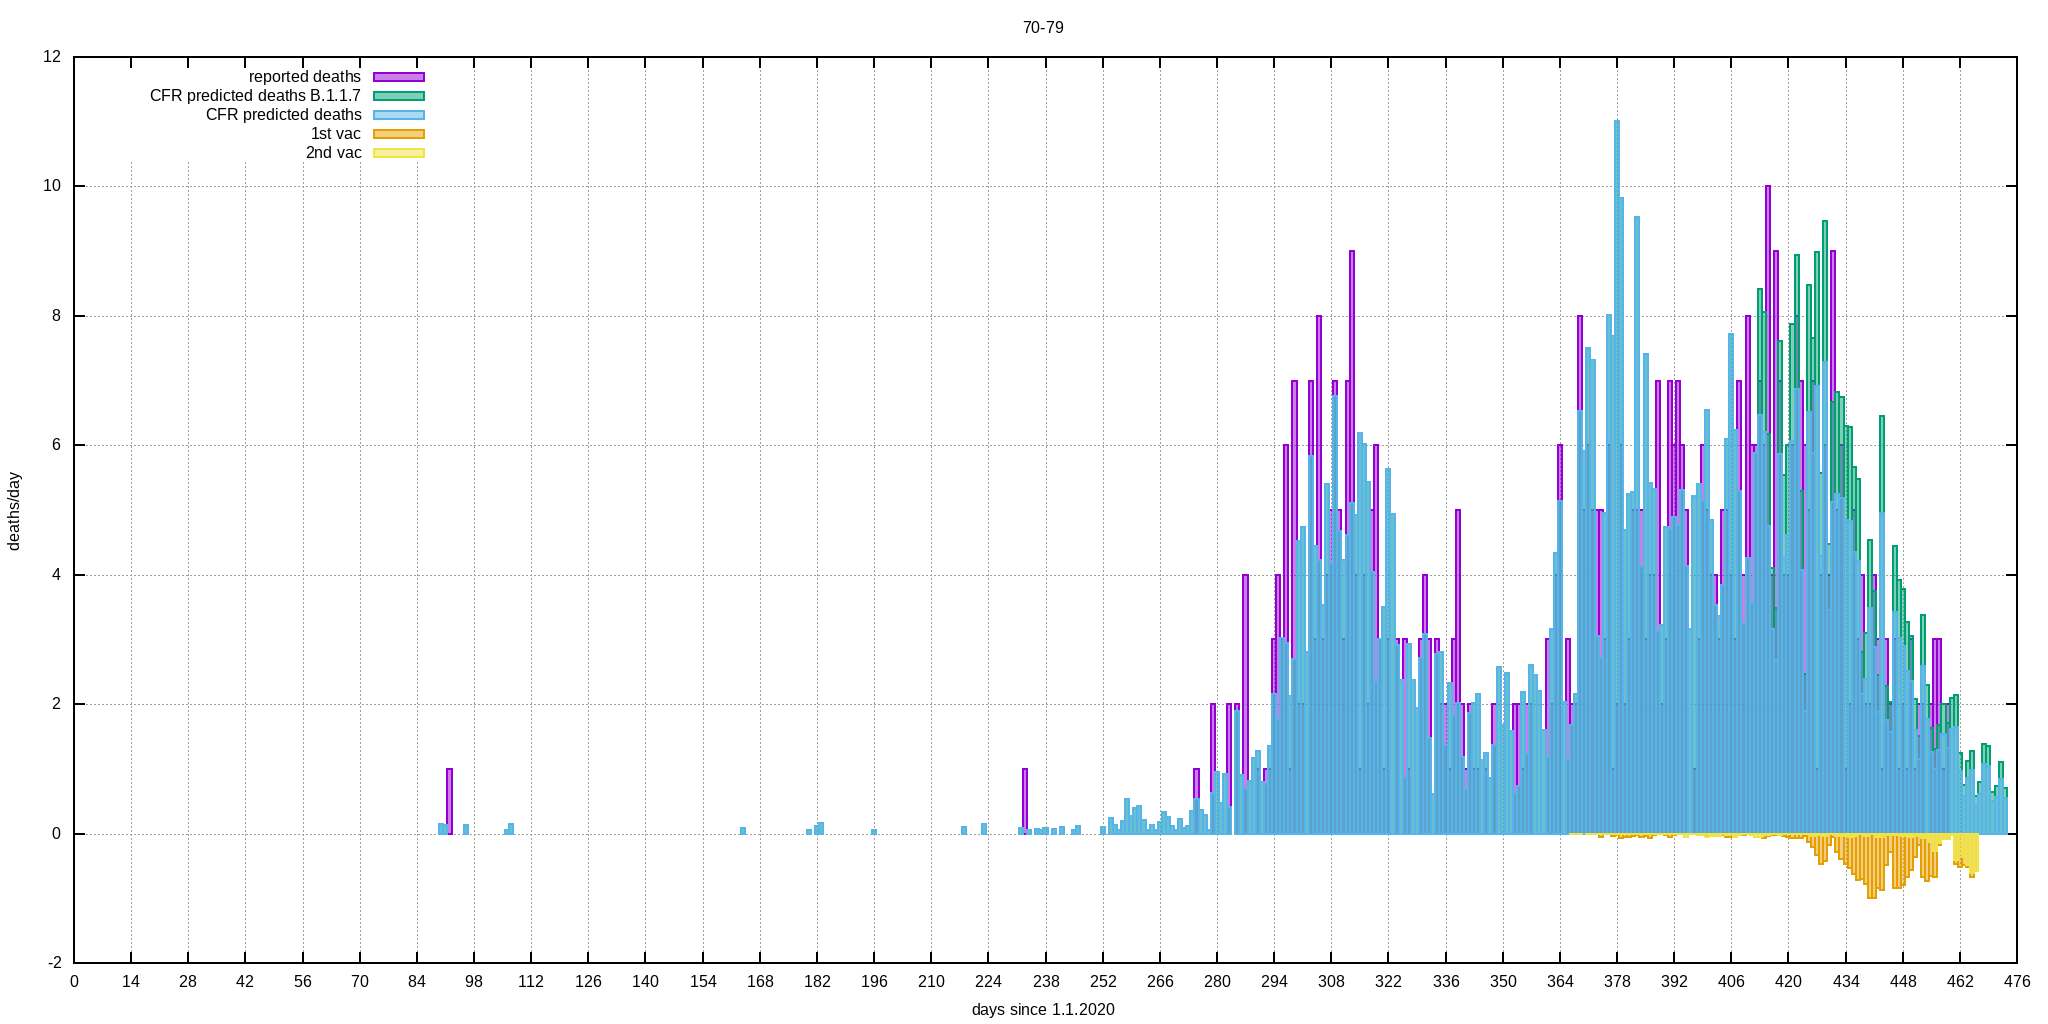 70-79
reported deaths
CFR predicted deaths B.1.1.7
CFR predicted deaths
1st vac
2nd vac
12
10
8
6
4
2
0
-2
deaths/day
0 14 28 42 56 70 84 98 112 126 140 154 168 182 196 210 224 238 252 266 280 294 308 322 336 350 364 378 392 406 420 434 448 462 476
days since 1.1.2020